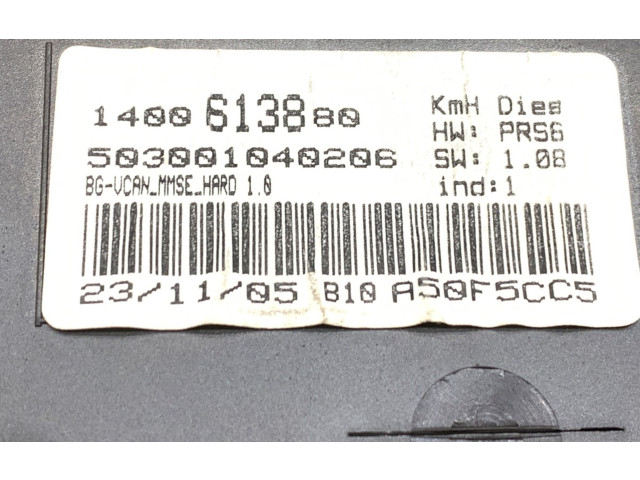 1400 6138 80 KmH Dies
HW: PRS6
503001040206 SW: 1.08
BG-VCAN_MMSE_HARD 1.0 ind:1
23/11/05 B10 A50F5CC5